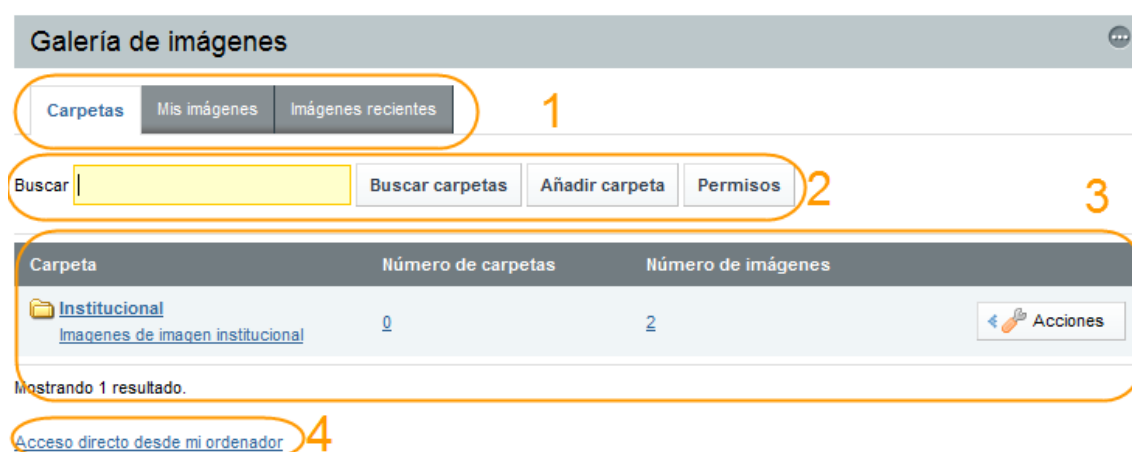 Galería de imágenes
Carpetas Mis imágenes Imágenes recientes 1
Buscar Buscar carpetas Añadir carpeta Permisos 2
3
Carpeta Número de carpetas Número de imágenes
Institucional
Imagenes de imagen institucional 0 2 Acciones
Mostrando 1 resultado.
Acceso directo desde mi ordenador 4